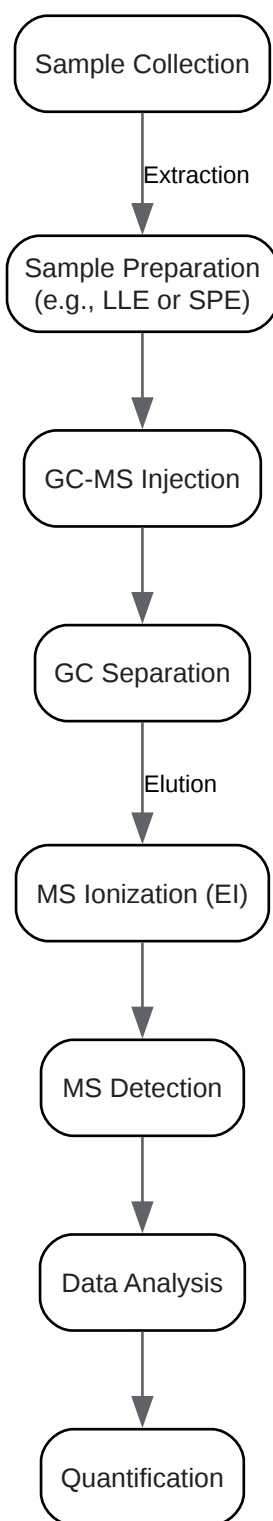 Sample Collection
Extraction
Sample Preparation
(e.g., LLE or SPE)
GC-MS Injection
GC Separation
Elution
MS Ionization (EI)
MS Detection
Data Analysis
Quantification